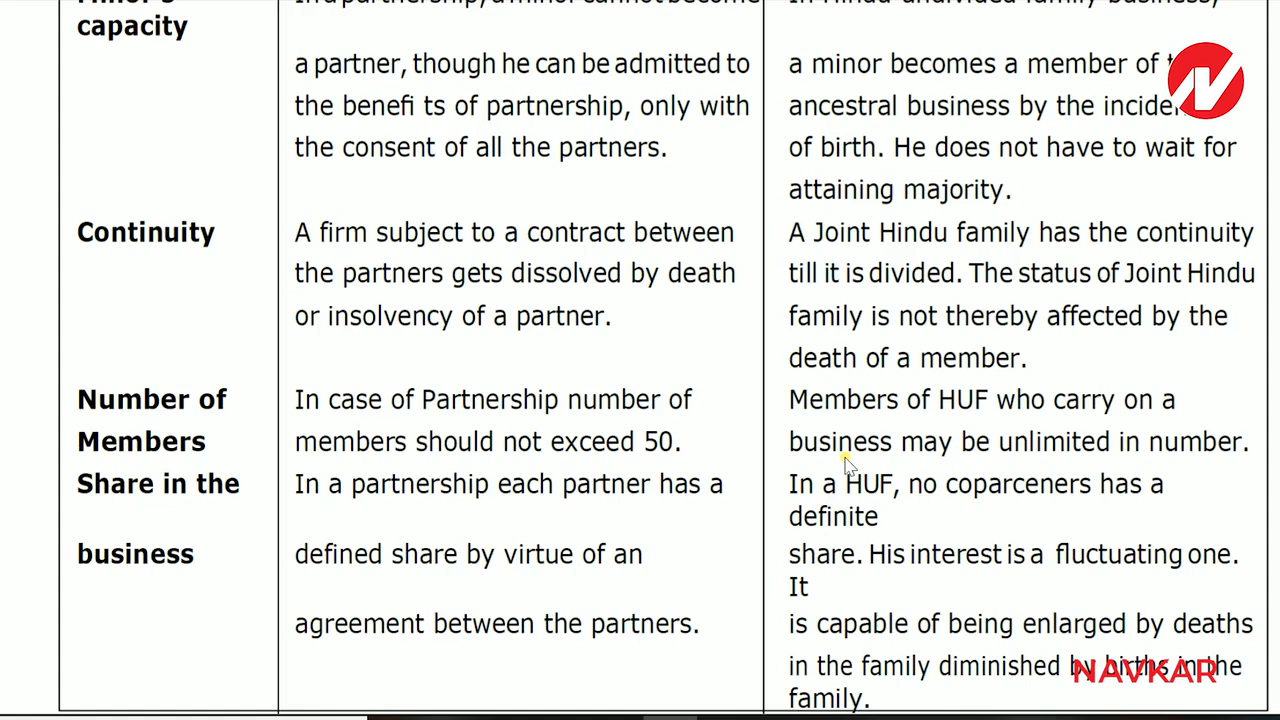 capacity
a partner, though he can be admitted to
the benefi ts of partnership, only with
the consent of all the partners.
a minor becomes a member of
ancestral business by the
of birth. He does not have to wait for
attaining majority.
Continuity
A firm subject to a contract between
the partners gets dissolved by death
or insolvency of a partner.
A Joint Hindu family has the continuity
till it is divided. The status of Joint Hindu
family is not thereby affected by the
death of a member.
Number of
Members
In case of Partnership number of
members should not exceed 50.
Members of HUF who carry on a
business may be unlimited in number.
Share in the
business
In a partnership each partner has a
defined share by virtue of an
agreement between the partners.
In a HUF, no coparceners has a
definite
share. His interest is a fluctuating one.
It
is capable of being enlarged by deaths
in the family diminished by births in the
family.
NAVKAR